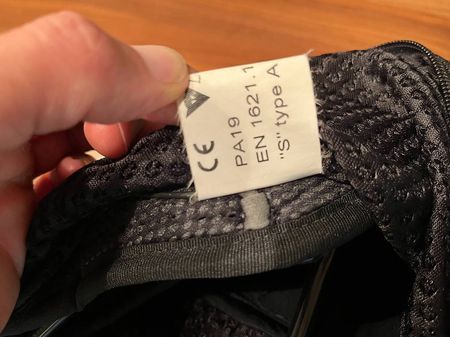 CE
PA19
EN 1621.1
"S" type A